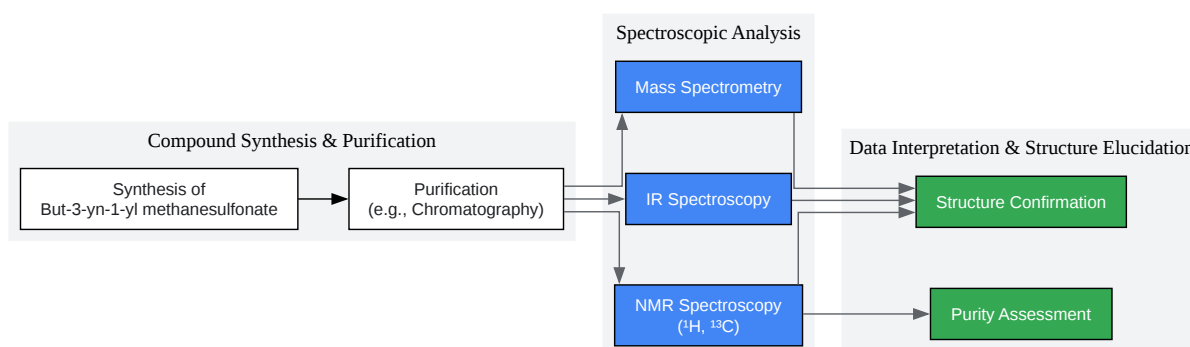 Compound Synthesis & Purification
Synthesis of
But-3-yn-1-yl methanesulfonate
Purification
(e.g., Chromatography)
Spectroscopic Analysis
Mass Spectrometry
IR Spectroscopy
NMR Spectroscopy
(¹H, ¹³C)
Data Interpretation & Structure Elucidation
Structure Confirmation
Purity Assessment